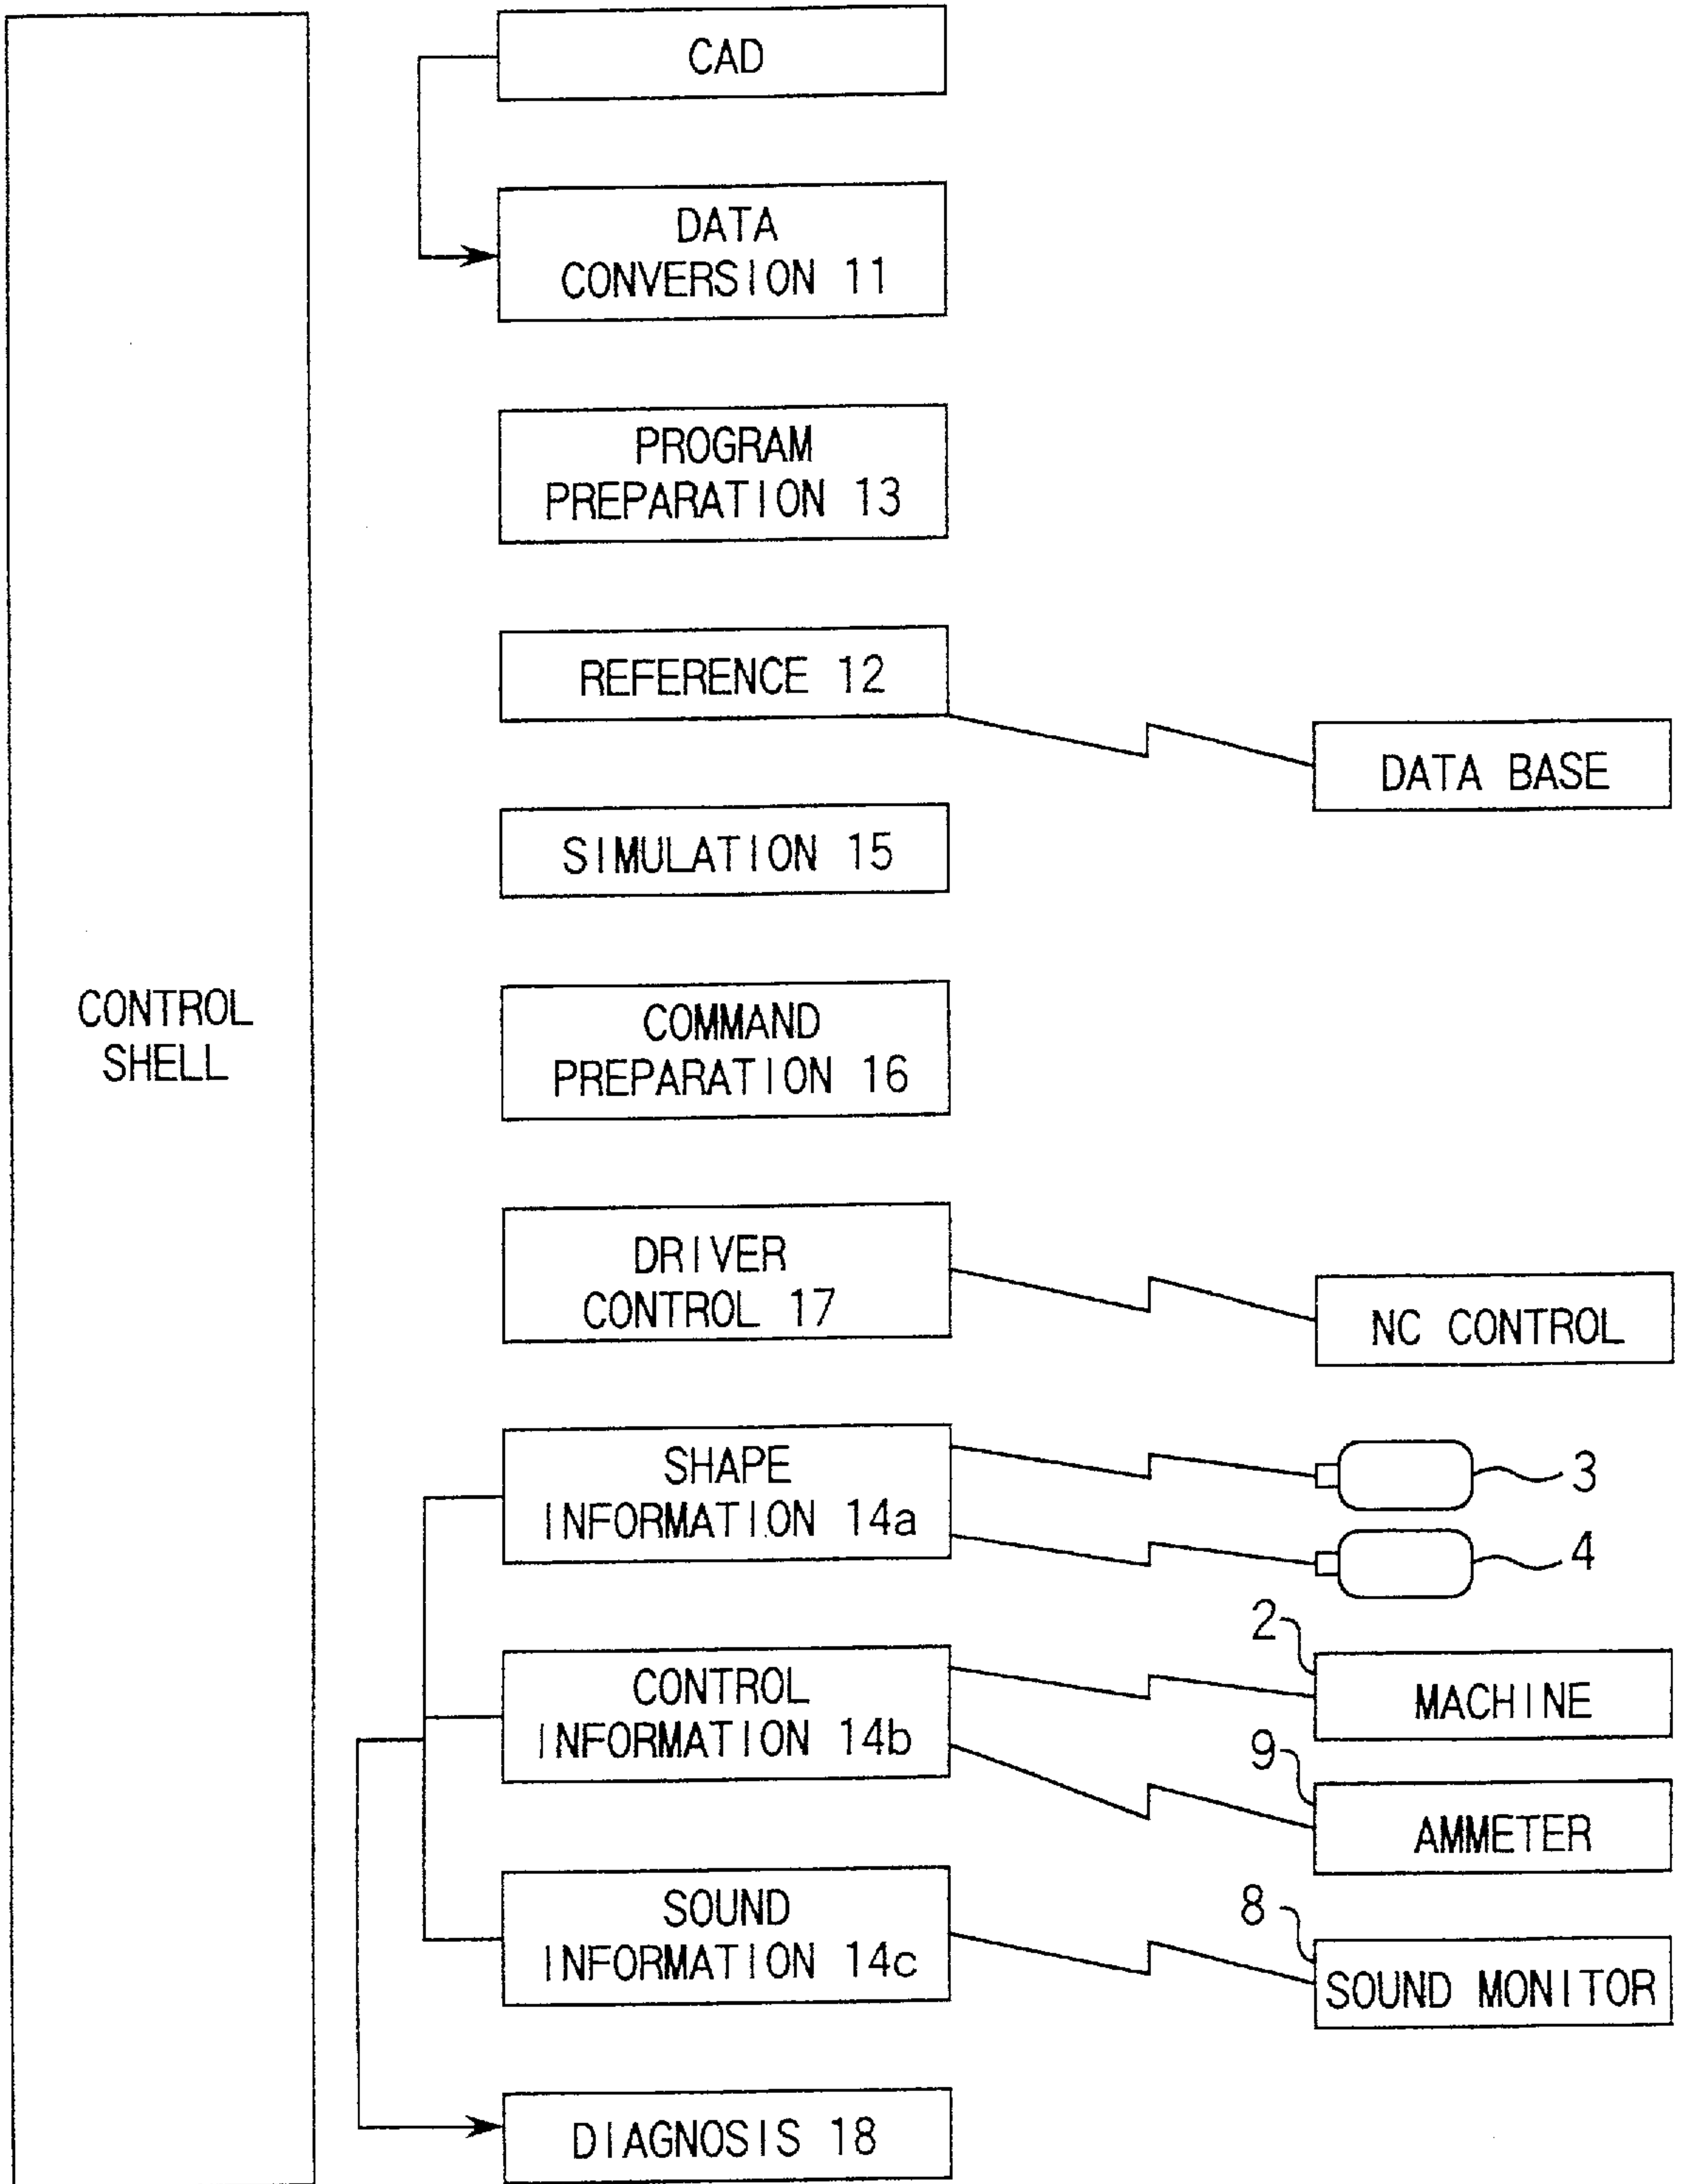 CAD
DATA
CONVERSION 11
PROGRAM
PREPARATION 13
REFERENCE 12
DATA BASE
SIMULATION 15
CONTROL
SHELL
COMMAND
PREPARATION 16
DRIVER
CONTROL 17
NC CONTROL
SHAPE
INFORMATION 14a
3
4
CONTROL
INFORMATION 14b
2
MACHINE
9
AMMETER
SOUND
INFORMATION 14c
8
SOUND MONITOR
DIAGNOSIS 18